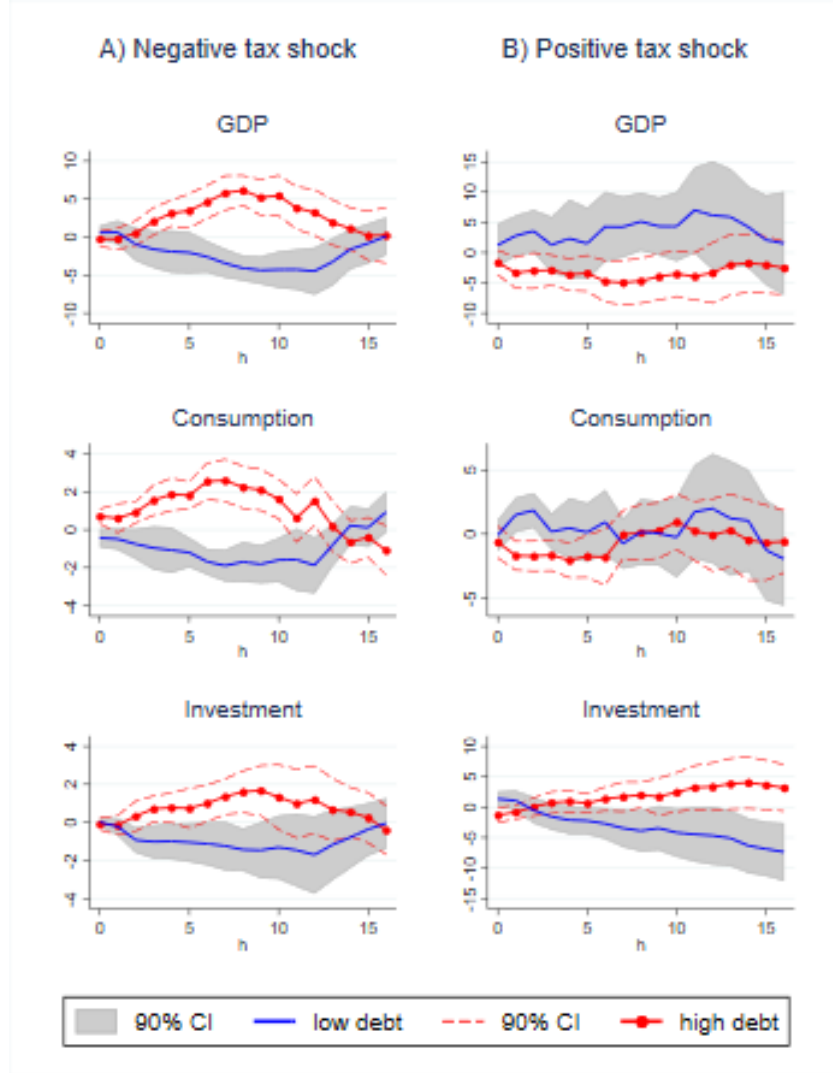 A) Negative tax shock B) Positive tax shock
GDP GDP
10 5 0 -5 -10
15 10 5 0 -5 -10
0 5 10 15 0 5 10 15
h h
Consumption Consumption
4 2 0 -2 -4
5 0 -5
0 5 10 15 0 5 10 15
h h
Investment Investment
4 2 0 -2 -4
10 5 0 -5 -10 -15
0 5 10 15 0 5 10 15
h h
90% CI low debt 90% CI high debt